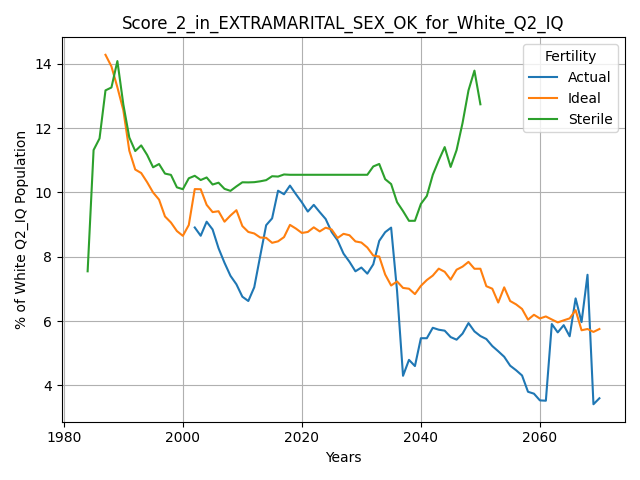 Score_2_in_EXTRAMARITAL_SEX_OK_for_White_Q2_IQ
% of White Q2_IQ Population
14
12
10
8
6
4
Fertility
Actual
Ideal
Sterile
1980
2000
2020
2040
2060
Years